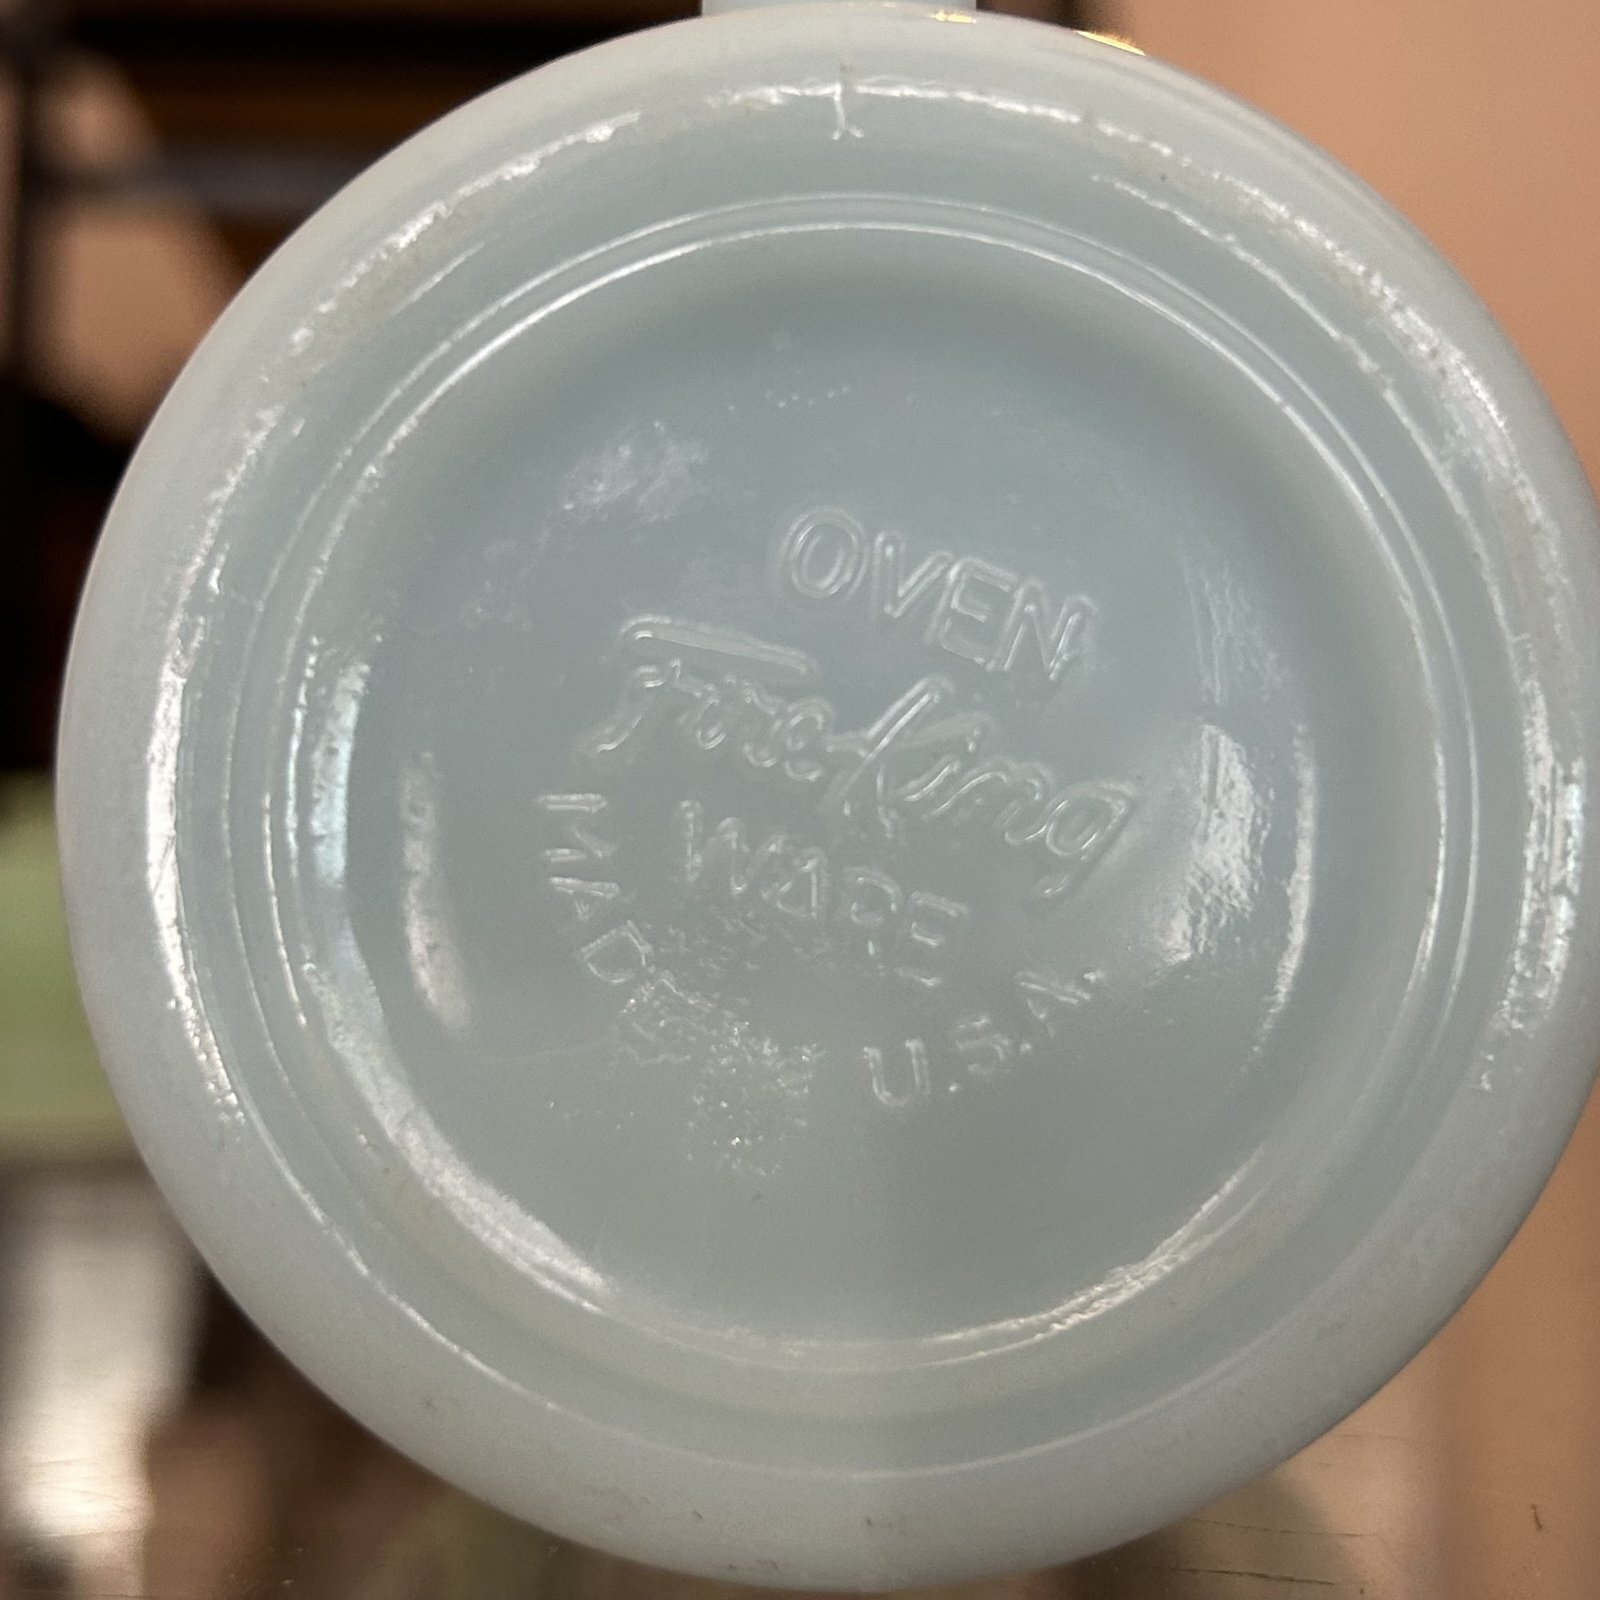 OVEN
Fire-King
WARE
MADE IN U.S.A.